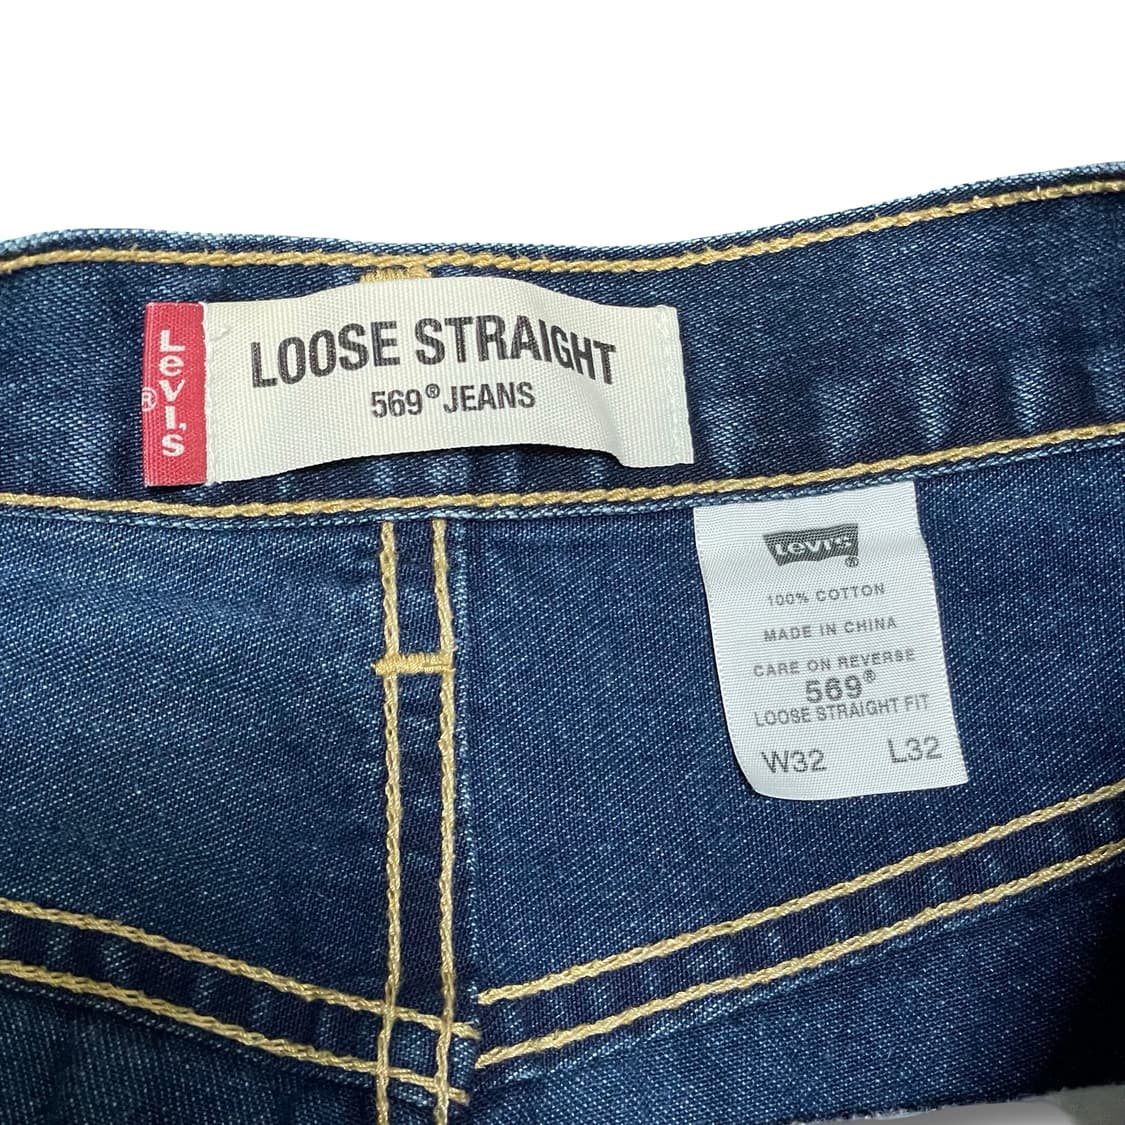 Levi's
®
LOOSE STRAIGHT
569® JEANS
Levi's
®
100% COTTON
MADE IN CHINA
CARE ON REVERSE
569®
LOOSE STRAIGHT FIT
W32 L32